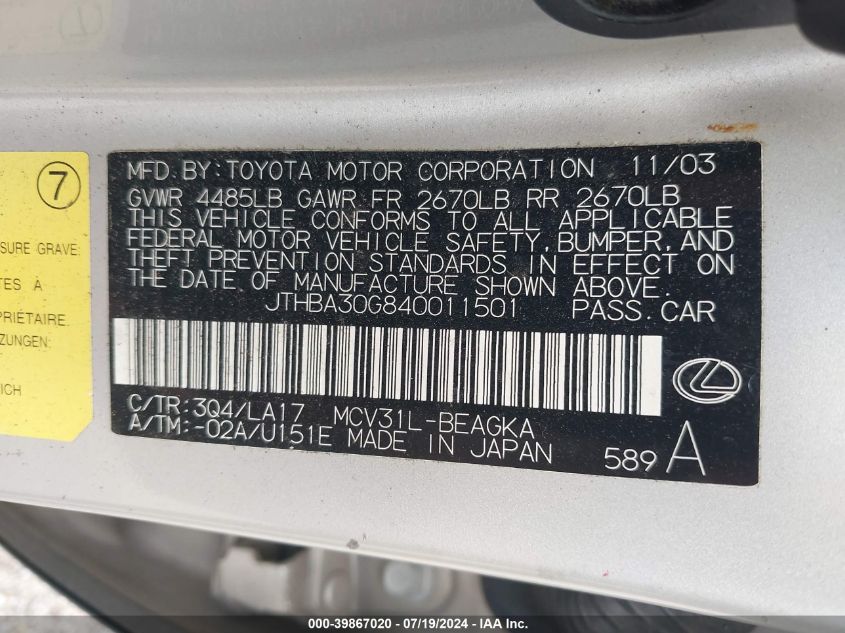 7
SURE GRAVE
TES À
PRIÉTAIRE.
ZUNGEN:
ICH
MFD. BY: TOYOTA MOTOR CORPORATION 11/03
GVWR 4485LB GAWR FR 2670LB RR 2670LB
THIS VEHICLE CONFORMS TO ALL APPLICABLE
FEDERAL MOTOR VEHICLE SAFETY, BUMPER, AND
THEFT PREVENTION STANDARDS IN EFFECT ON
THE DATE OF MANUFACTURE SHOWN ABOVE.
JTHBA30G840011501 PASS. CAR
C/TR: 3Q4/LA17 MCV31L-BEAGKA
A/TM: -02A/U151E MADE IN JAPAN
589 A
000-39867020 - 07/19/2024 - IAAI.com.